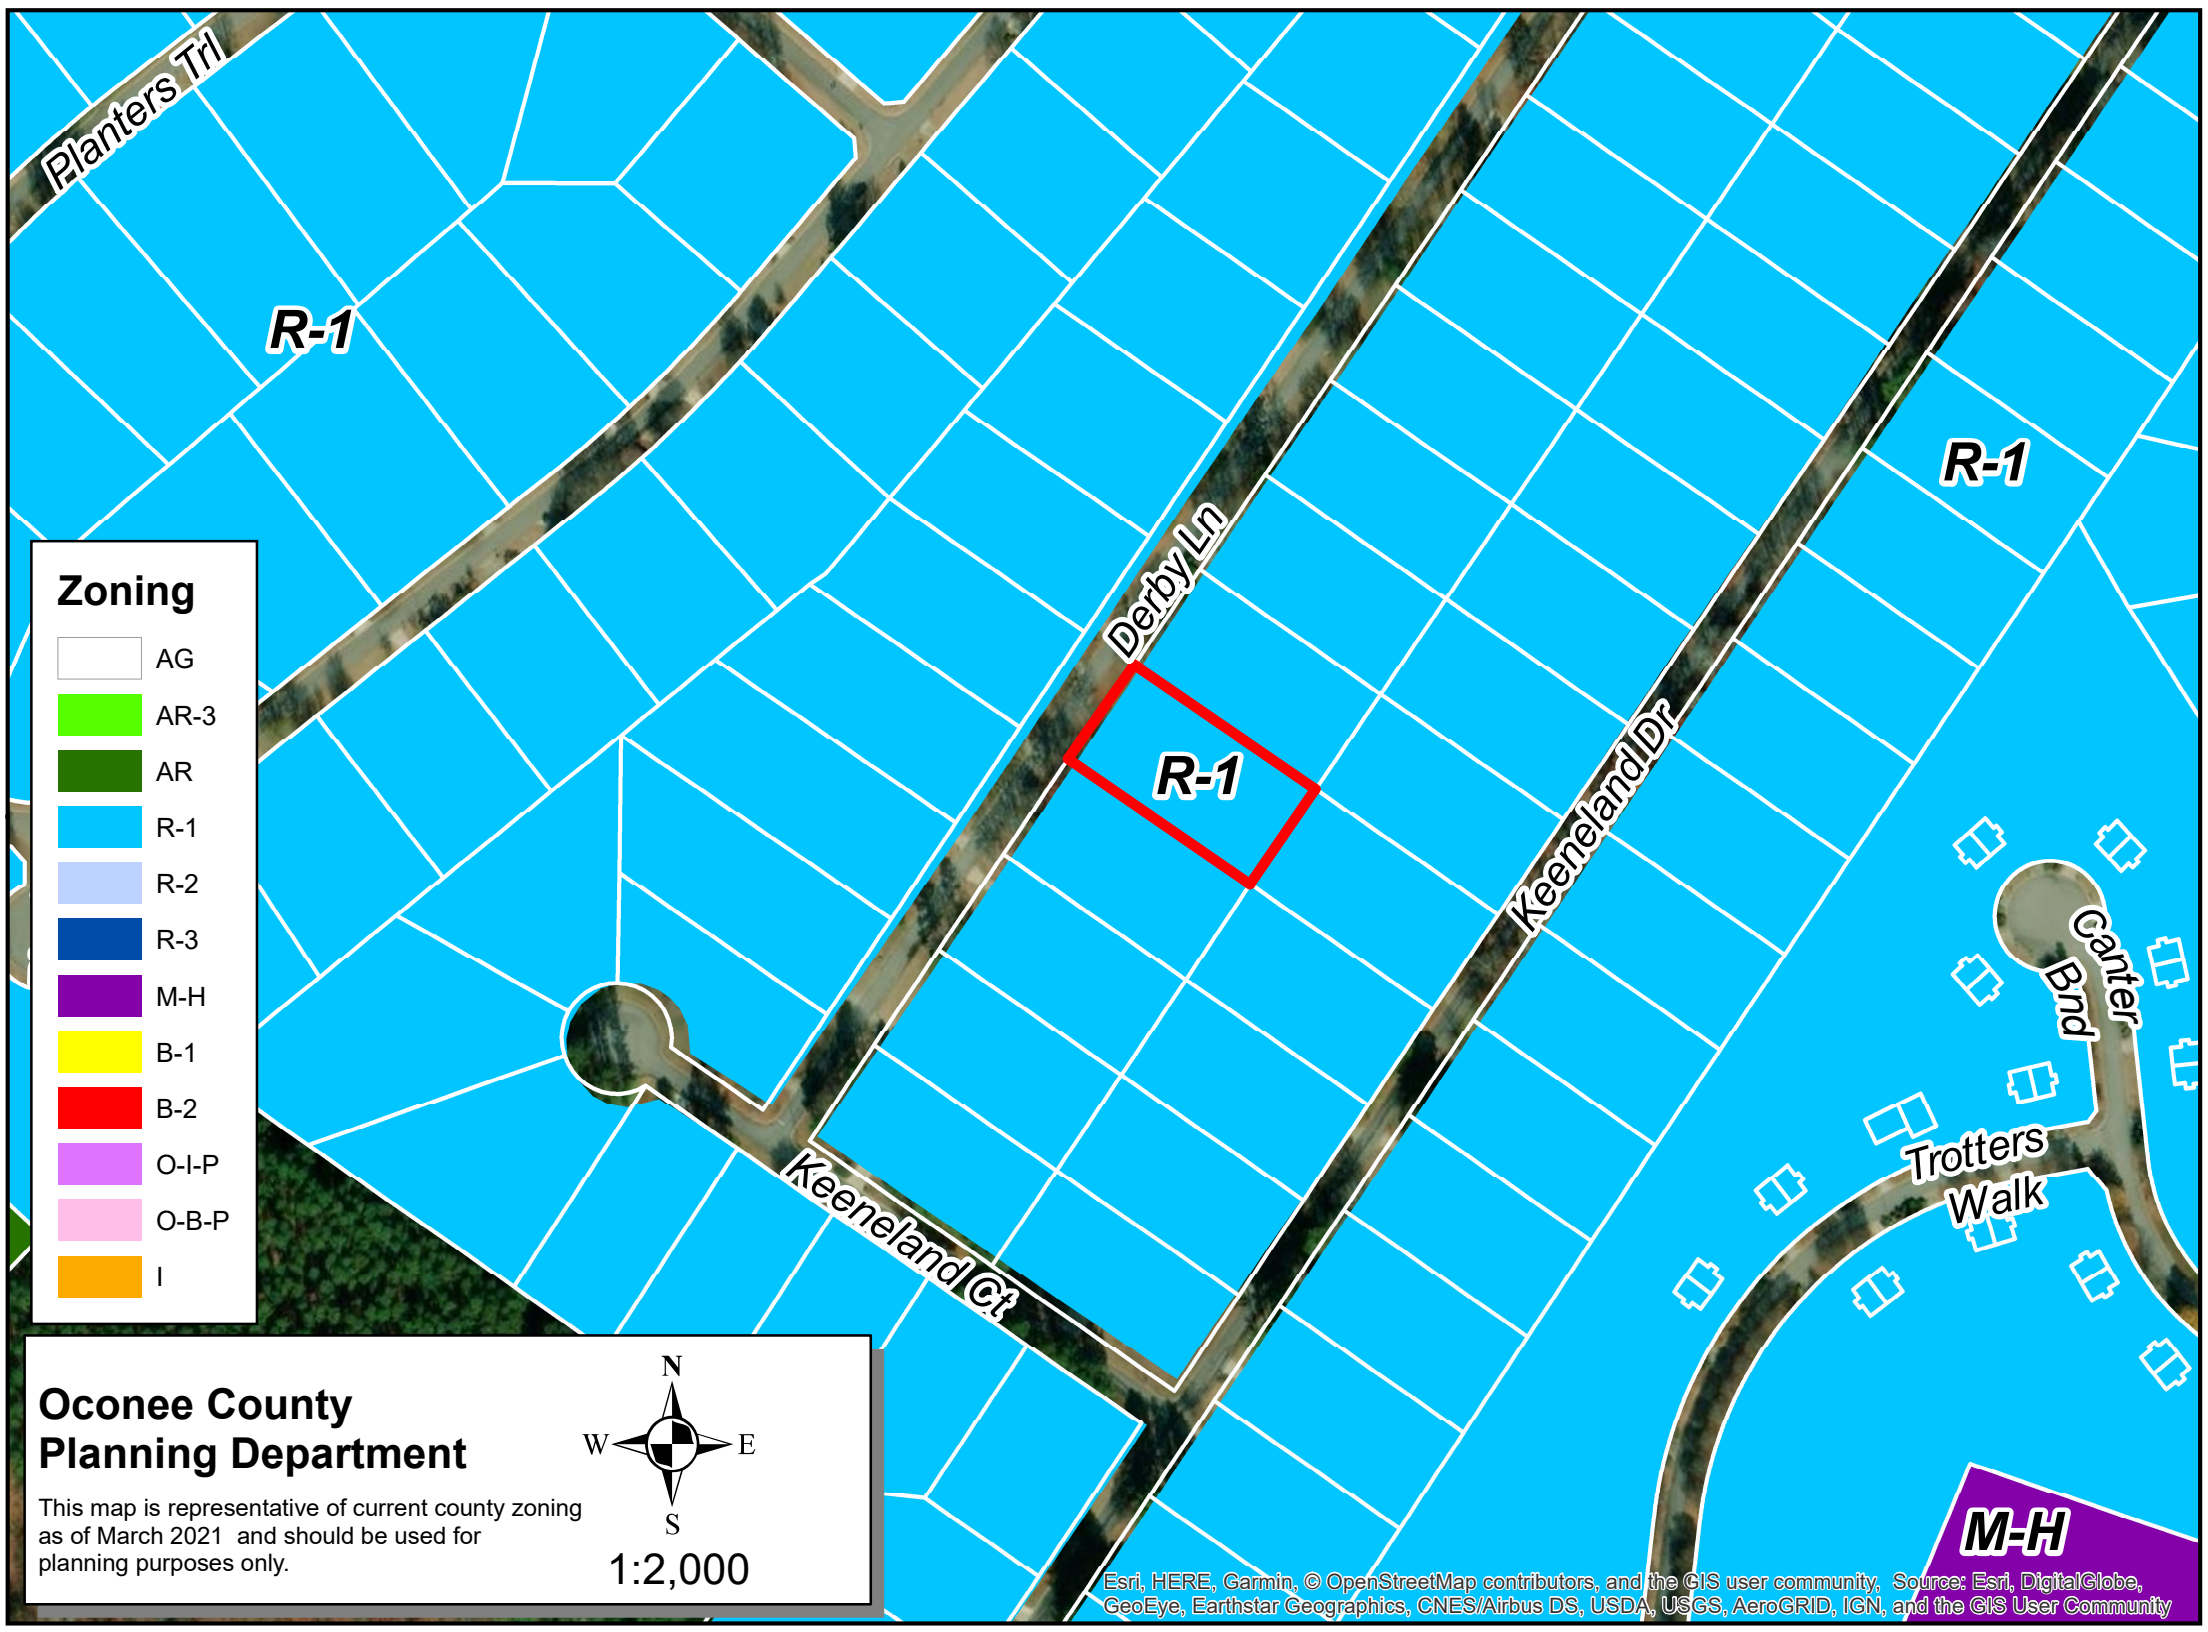 Planters Trl
R-1
R-1
Derby Ln
R-1
Keeneland Dr
Canter
Bnd
Trotters
Walk
Keeneland Ct
M-H
Zoning
AG
AR-3
AR
R-1
R-2
R-3
M-H
B-1
B-2
O-I-P
O-B-P
I
Oconee County
Planning Department
This map is representative of current county zoning
as of March 2021 and should be used for
planning purposes only.
N
W E
S
1:2,000
Esri, HERE, Garmin, © OpenStreetMap contributors, and the GIS user community, Source: Esri, DigitalGlobe,
GeoEye, Earthstar Geographics, CNES/Airbus DS, USDA, USGS, AeroGRID, IGN, and the GIS User Community